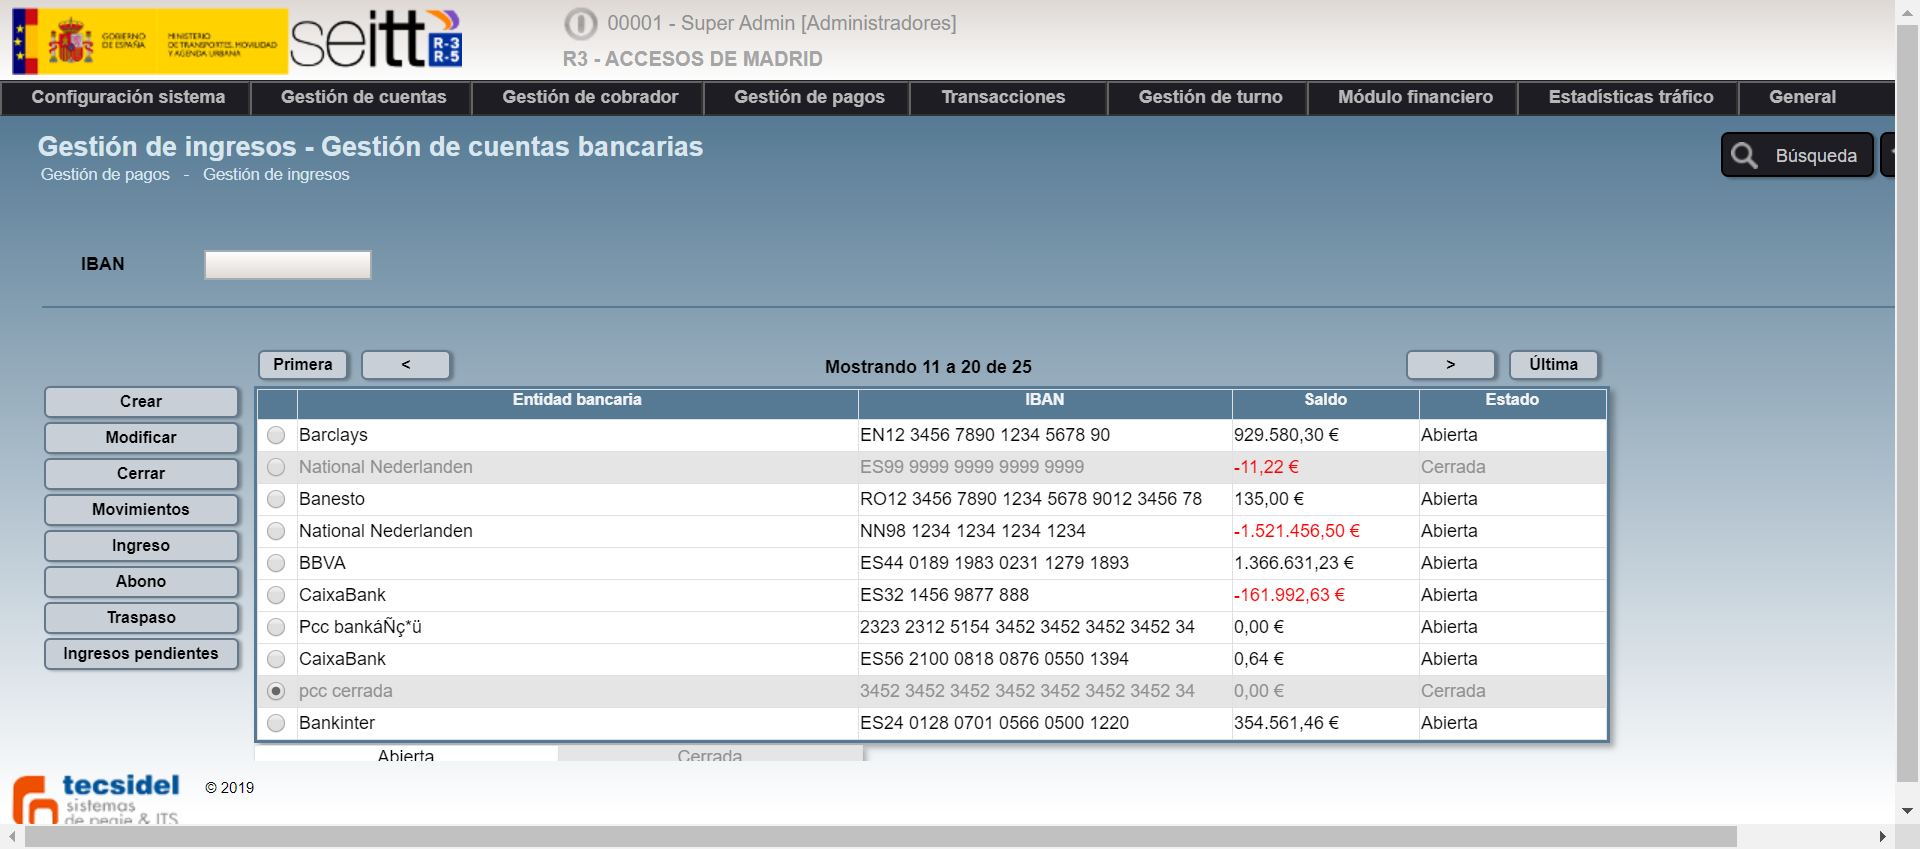 GOBIERNO DE ESPAÑA
MINISTERIO DE TRANSPORTES, MOVILIDAD Y AGENDA URBANA
seitt R-3 R-5
00001 - Super Admin [Administradores]
R3 - ACCESOS DE MADRID
Configuración sistema Gestión de cuentas Gestión de cobrador Gestión de pagos Transacciones Gestión de turno Módulo financiero Estadísticas tráfico General
Gestión de ingresos - Gestión de cuentas bancarias
Gestión de pagos - Gestión de ingresos
Búsqueda
IBAN
Primera < Mostrando 11 a 20 de 25 > Última
Crear
Modificar
Cerrar
Movimientos
Ingreso
Abono
Traspaso
Ingresos pendientes
Entidad bancaria IBAN Saldo Estado
Barclays EN12 3456 7890 1234 5678 90 929.580,30 € Abierta
National Nederlanden ES99 9999 9999 9999 9999 -11,22 € Cerrada
Banesto RO12 3456 7890 1234 5678 9012 3456 78 135,00 € Abierta
National Nederlanden NN98 1234 1234 1234 1234 -1.521.456,50 € Abierta
BBVA ES44 0189 1983 0231 1279 1893 1.366.631,23 € Abierta
CaixaBank ES32 1456 9877 888 -161.992,63 € Abierta
Pcc bankáÑç*ü 2323 2312 5154 3452 3452 3452 3452 34 0,00 € Abierta
CaixaBank ES56 2100 0818 0876 0550 1394 0,64 € Abierta
pcc cerrada 3452 3452 3452 3452 3452 3452 3452 34 0,00 € Cerrada
Bankinter ES24 0128 0701 0566 0500 1220 354.561,46 € Abierta
Abierta Cerrada
tecsidel
sistemas
de peaje & ITS
© 2019